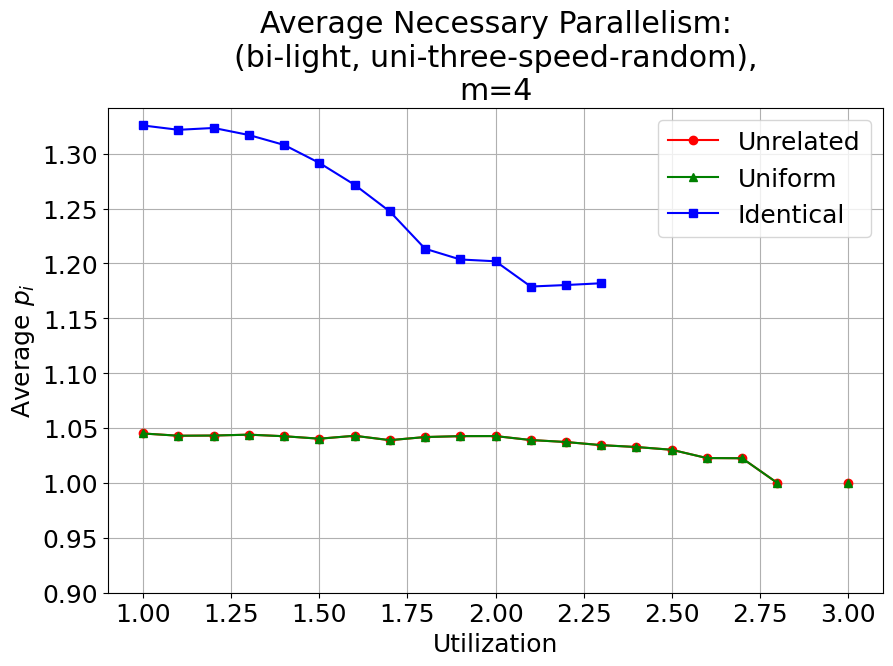 Average Necessary Parallelism:
(bi-light, uni-three-speed-random),
m=4
Unrelated
Uniform
Identical
Average $p_i$
1.30
1.25
1.20
1.15
1.10
1.05
1.00
0.95
0.90
1.00 1.25 1.50 1.75 2.00 2.25 2.50 2.75 3.00
Utilization